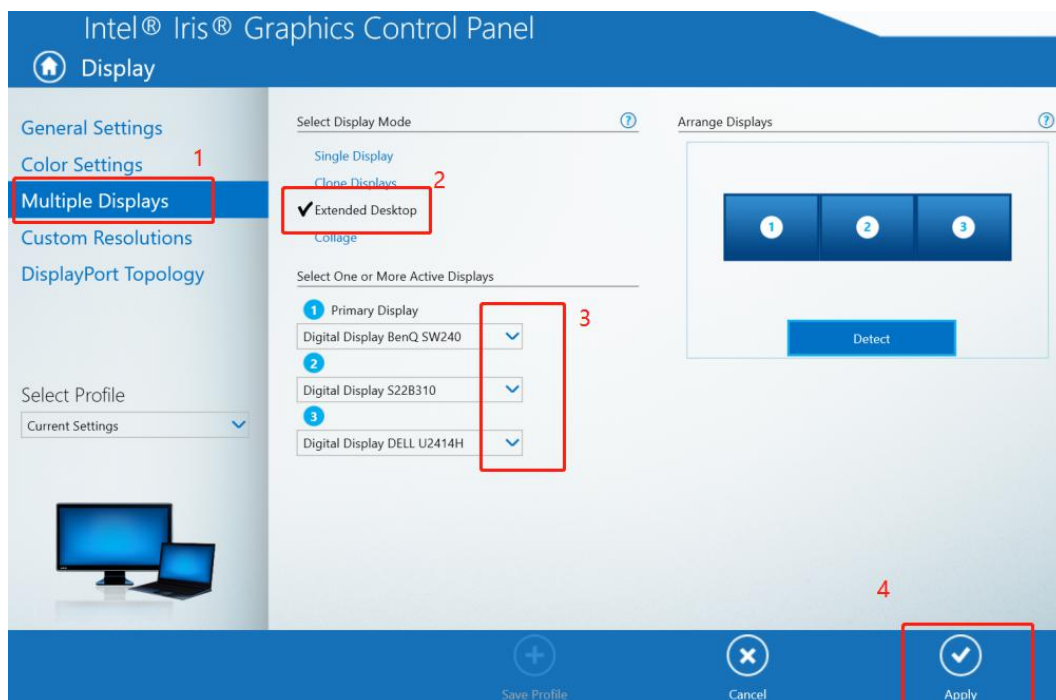 Intel® Iris® Graphics Control Panel
Display
General Settings
Color Settings
1
Multiple Displays
Custom Resolutions
DisplayPort Topology
Select Profile
Current Settings
Select Display Mode
?
Single Display
Clone Displays
2
Extended Desktop
Collage
Select One or More Active Displays
1 Primary Display
3
Digital Display BenQ SW240
2
Digital Display S22B310
3
Digital Display DELL U2414H
Arrange Displays
?
1 2 3
Detect
4
Save Profile
Cancel
Apply